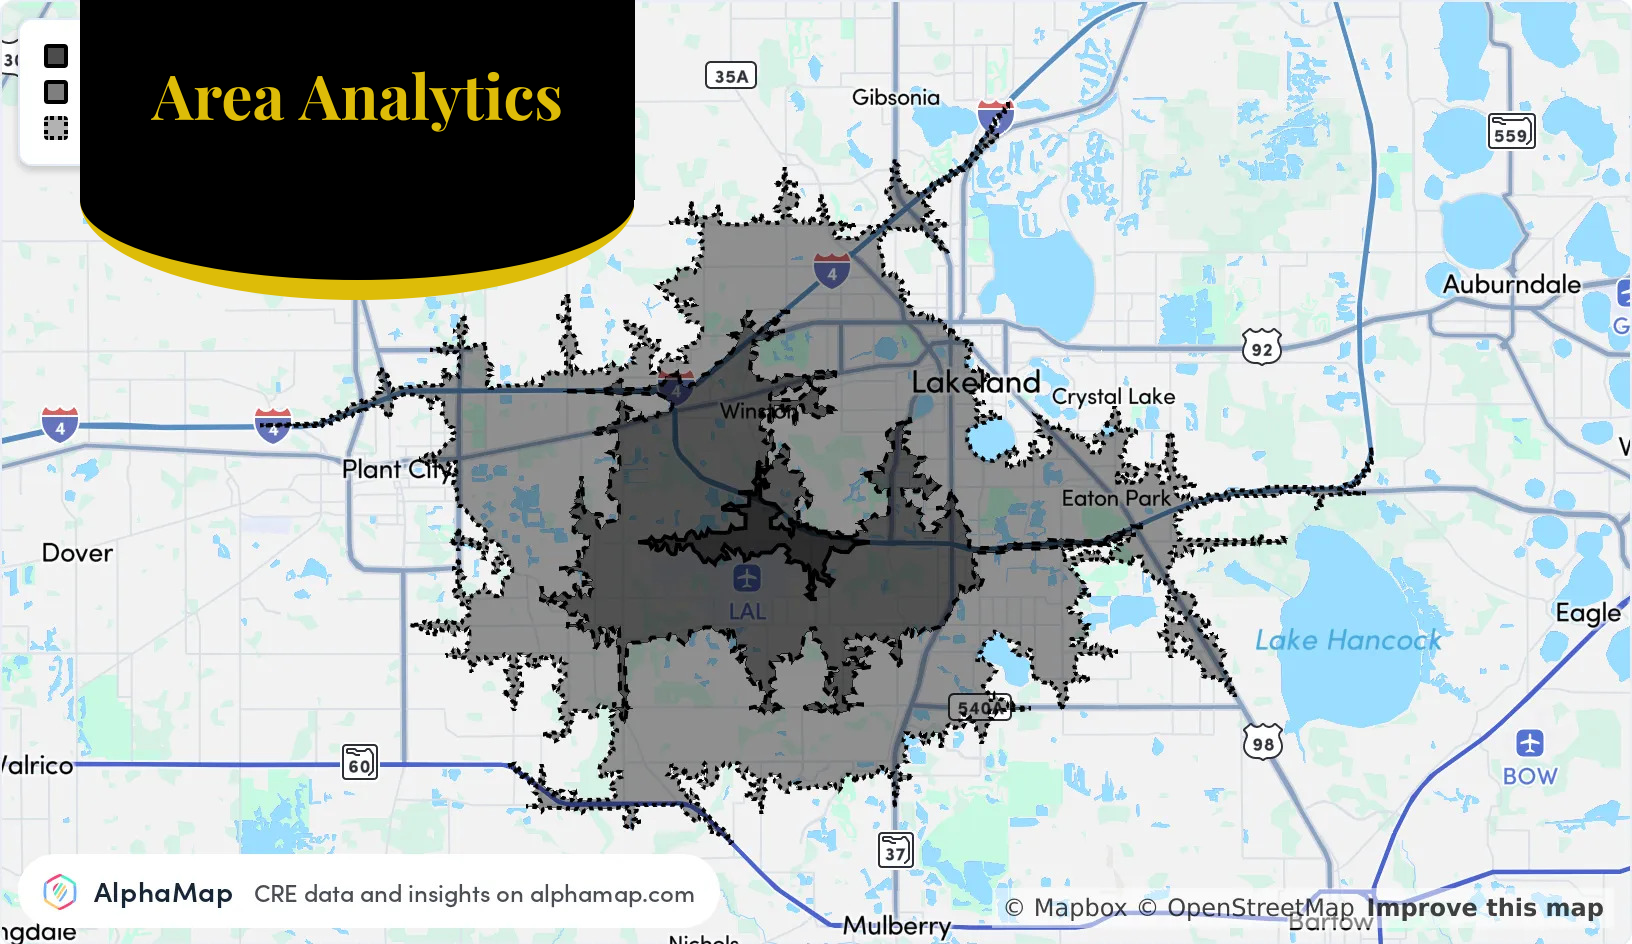 Area Analytics
35A
Gibsonia
559
4
Auburndale
92
Lakeland
Crystal Lake
4
Winston
4
4
Plant City
Eaton Park
Dover
LAL
Eagle
Lake Hancock
540A
60
98
BOW
37
AlphaMap CRE data and insights on alphamap.com
© Mapbox © OpenStreetMap Improve this map
Mulberry
Bartow
Nichols